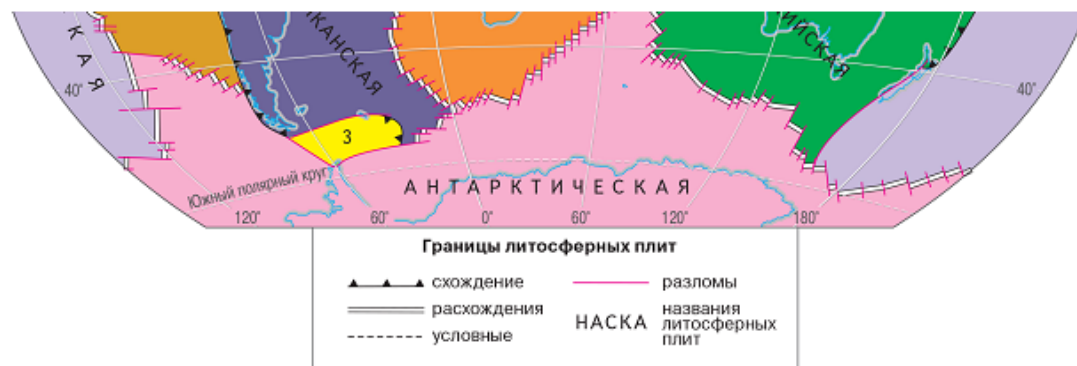 КАЯ
КАНСКАЯ
ИЙСКАЯ
40°
40°
3
АНТАРКТИЧЕСКАЯ
Южный полярный круг
120°
60°
0°
60°
120°
180°
Границы литосферных плит
схождение
расхождения
условные
разломы
НАСКА
названия
литосферных
плит